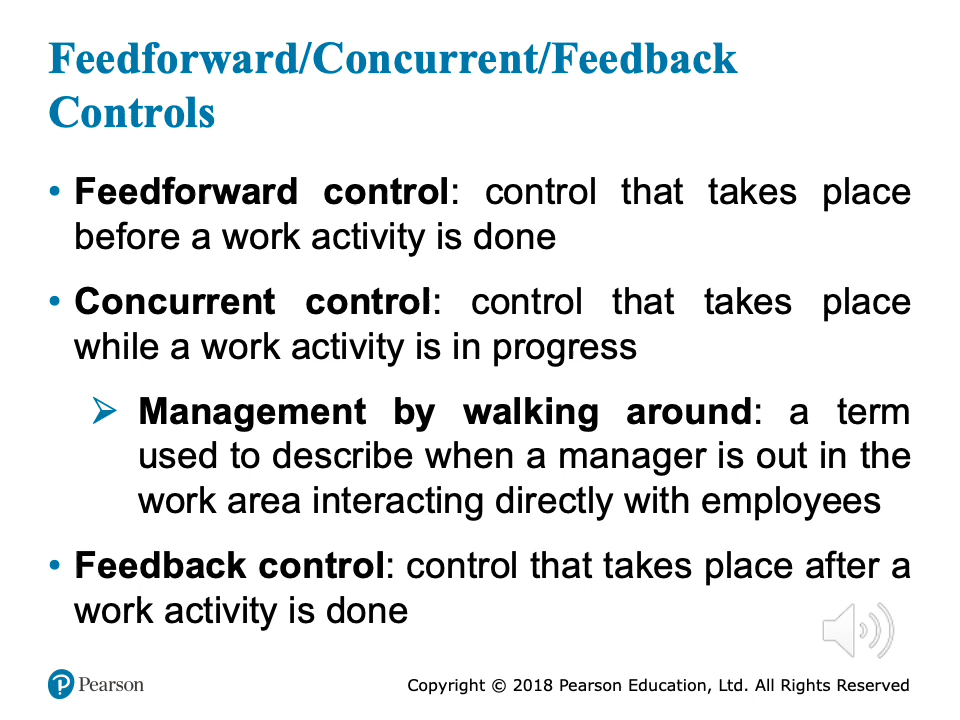 Feedforward/Concurrent/Feedback
Controls
• Feedforward control: control that takes place
before a work activity is done
• Concurrent control: control that takes place
while a work activity is in progress
➢ Management by walking around: a term
used to describe when a manager is out in the
work area interacting directly with employees
• Feedback control: control that takes place after a
work activity is done
Pearson
Copyright © 2018 Pearson Education, Ltd. All Rights Reserved